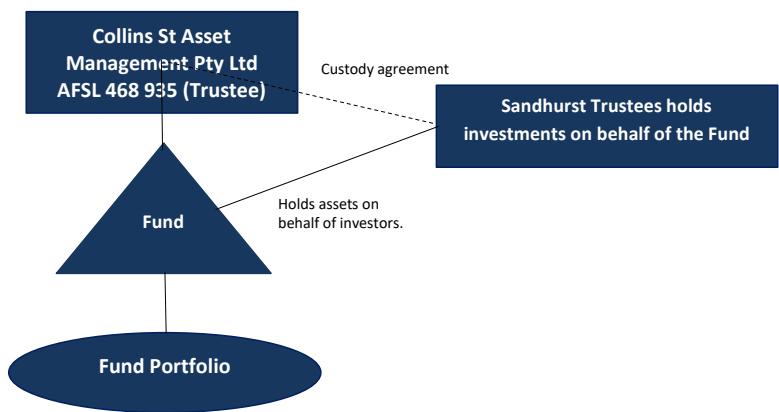 Collins St Asset
Management Pty Ltd
AFSL 468 935 (Trustee)
Custody agreement
Sandhurst Trustees holds
investments on behalf of the Fund
Holds assets on
behalf of investors.
Fund
Fund Portfolio